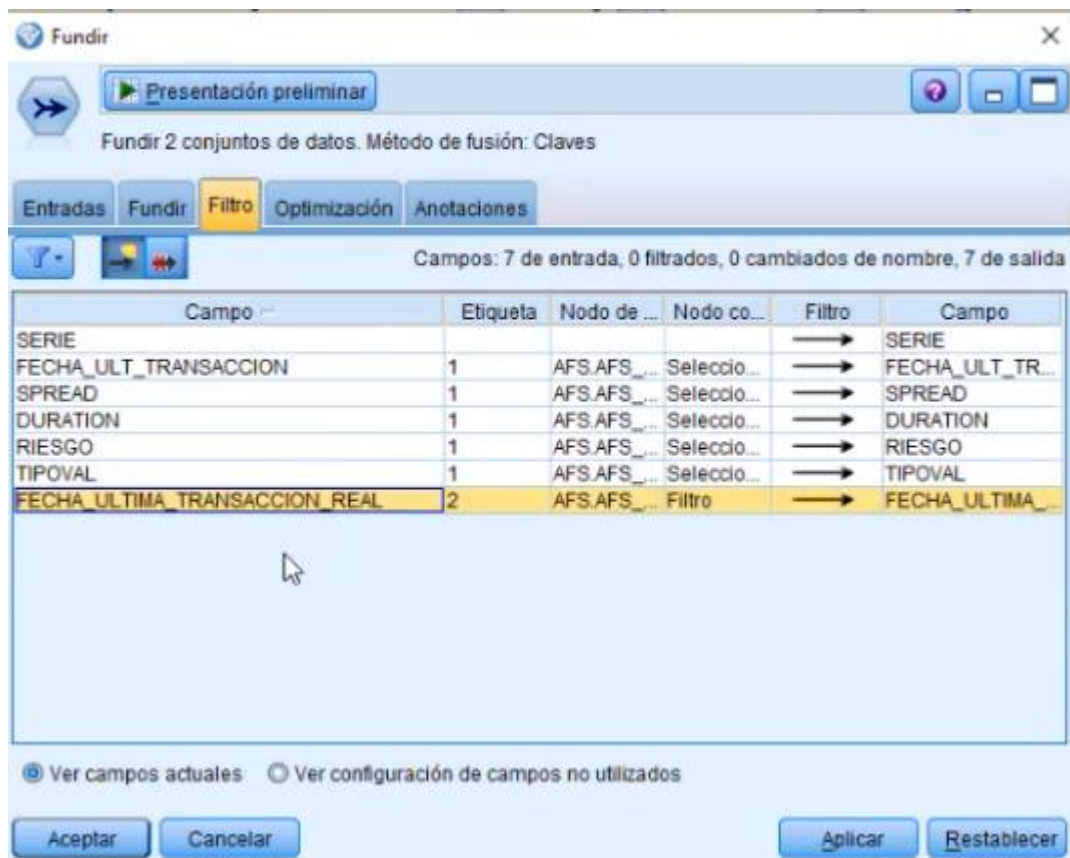 Fundir
Presentación preliminar
Fundir 2 conjuntos de datos. Método de fusión: Claves
Entradas Fundir Filtro Optimización Anotaciones
Campos: 7 de entrada, 0 filtrados, 0 cambiados de nombre, 7 de salida
Campo Etiqueta Nodo de ... Nodo co... Filtro Campo
SERIE SERIE
FECHA_ULT_TRANSACCION 1 AFS.AFS_... Seleccio... FECHA_ULT_TR...
SPREAD 1 AFS.AFS_... Seleccio... SPREAD
DURATION 1 AFS.AFS_... Seleccio... DURATION
RIESGO 1 AFS.AFS_... Seleccio... RIESGO
TIPOVAL 1 AFS.AFS_... Seleccio... TIPOVAL
FECHA_ULTIMA_TRANSACCION_REAL 2 AFS.AFS_... Filtro FECHA_ULTIMA_...
Ver campos actuales Ver configuración de campos no utilizados
Aceptar Cancelar Aplicar Restablecer